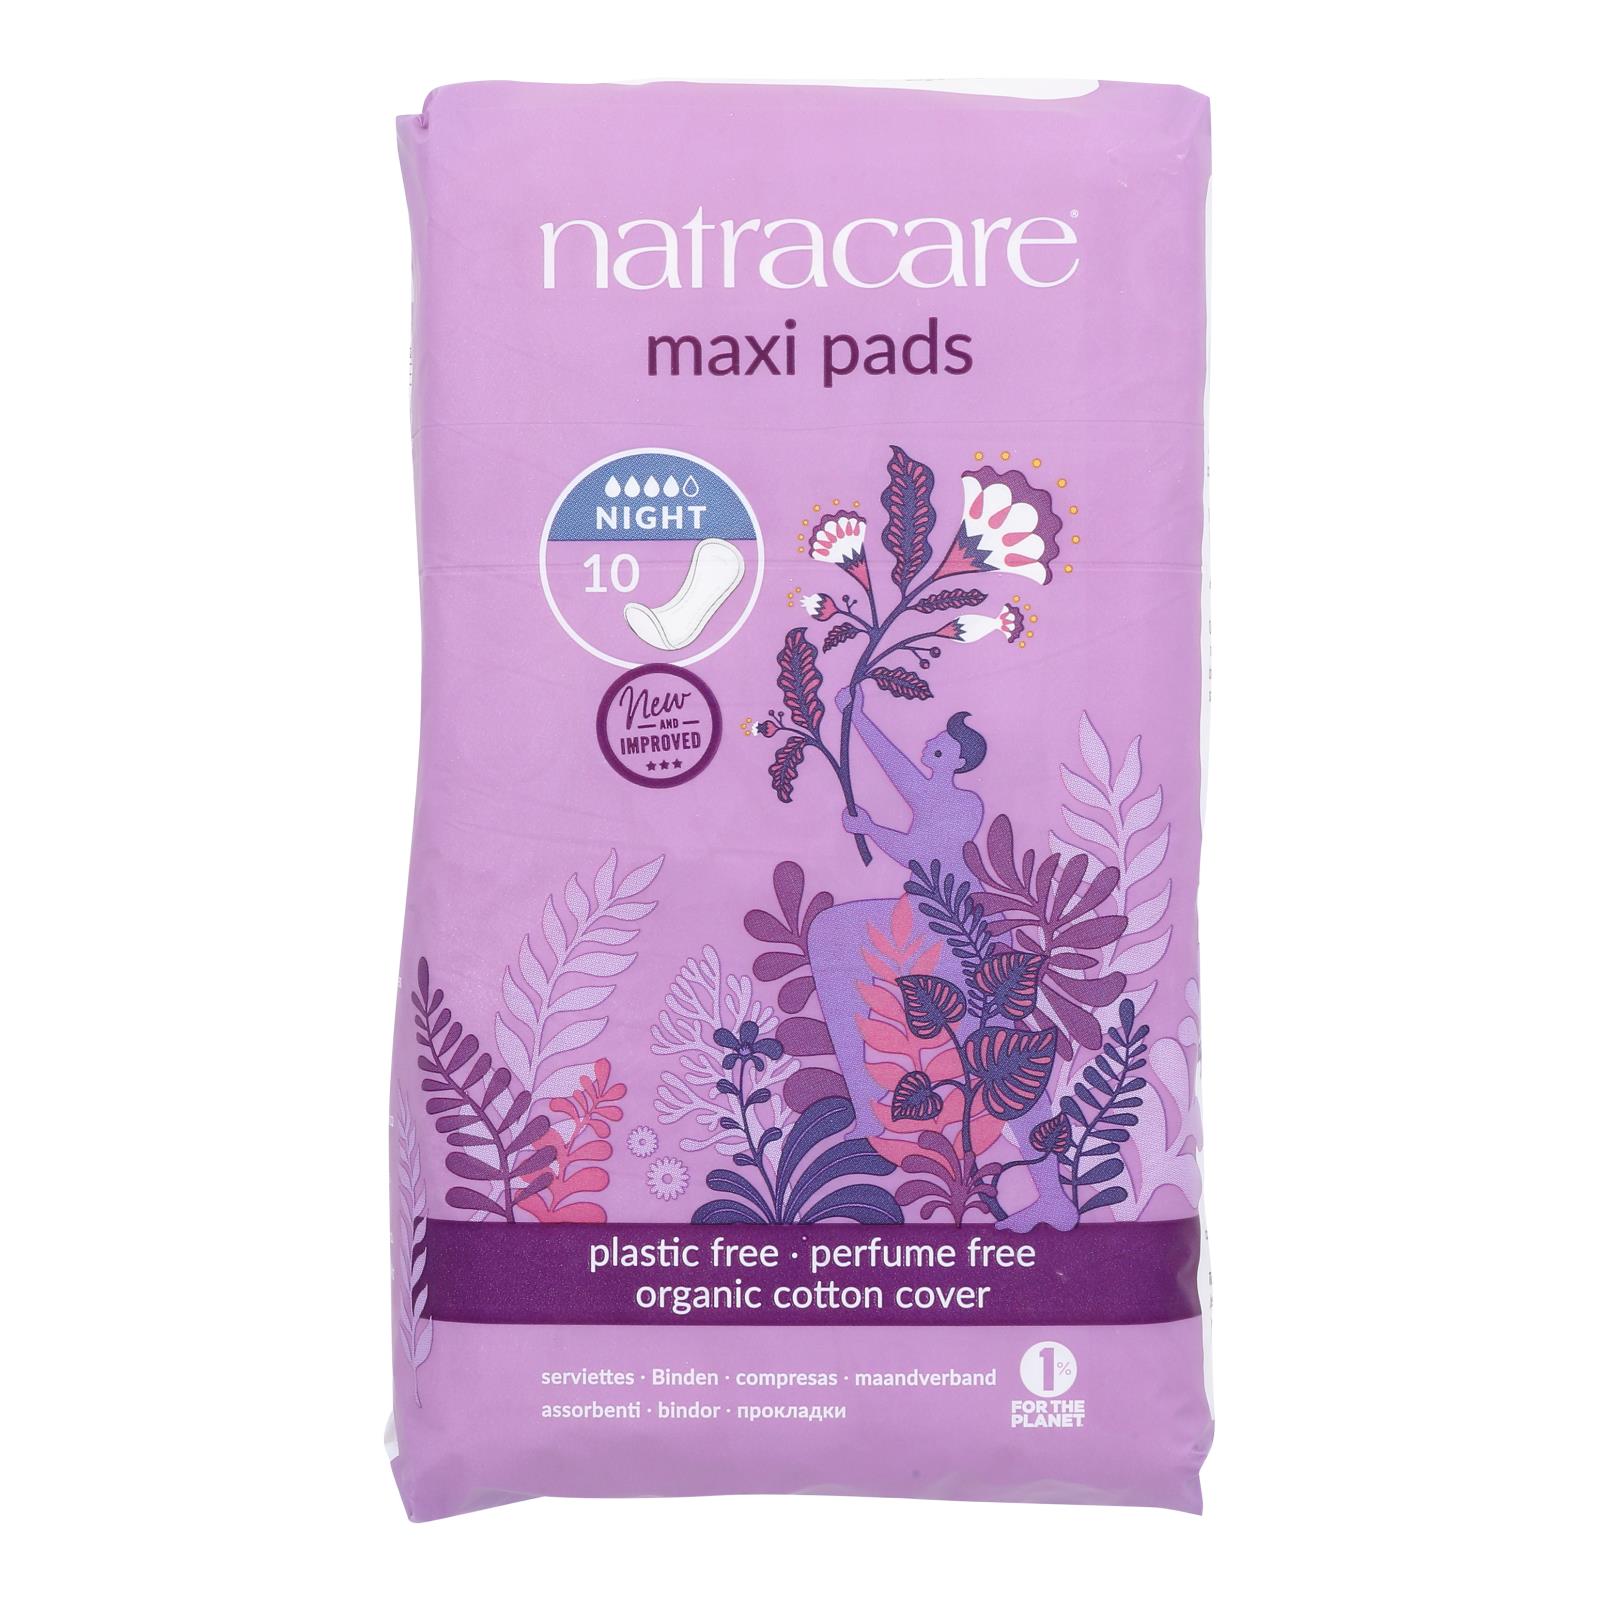 natracare®
maxi pads
NIGHT
10
New
AND
IMPROVED
plastic free · perfume free
organic cotton cover
serviettes · Binden · compresas · maandverband
assorbenti · bindor · прокладки
1%
FOR THE
PLANET